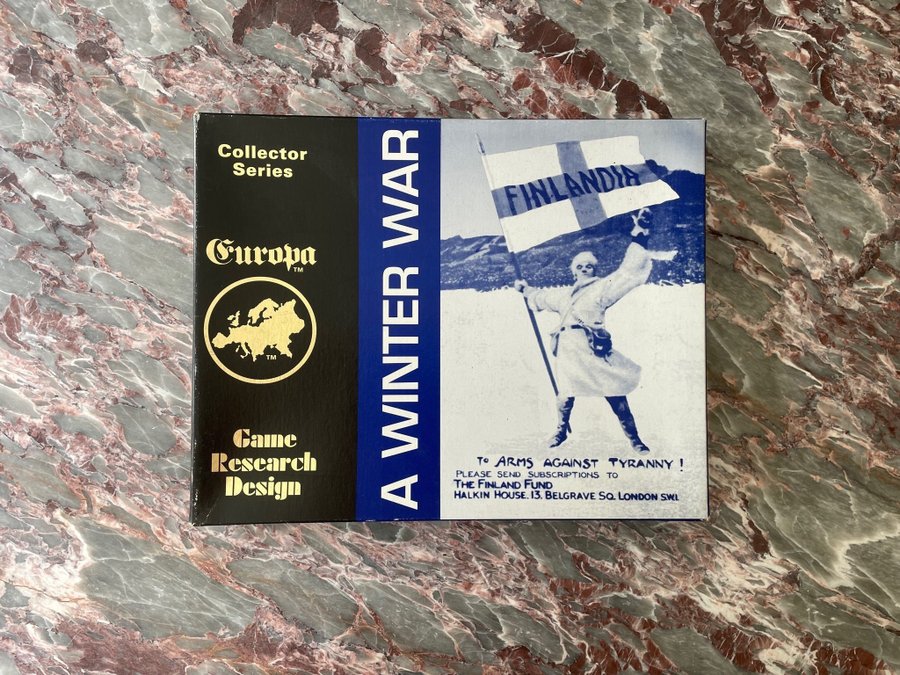 Collector
Series
Europa
TM
TM
Game
Research
Design
A WINTER WAR
FINLANDIA
TO ARMS AGAINST TYRANNY!
PLEASE SEND SUBSCRIPTIONS TO
THE FINLAND FUND
HALKIN HOUSE. 13. BELGRAVE SQ. LONDON SW1.